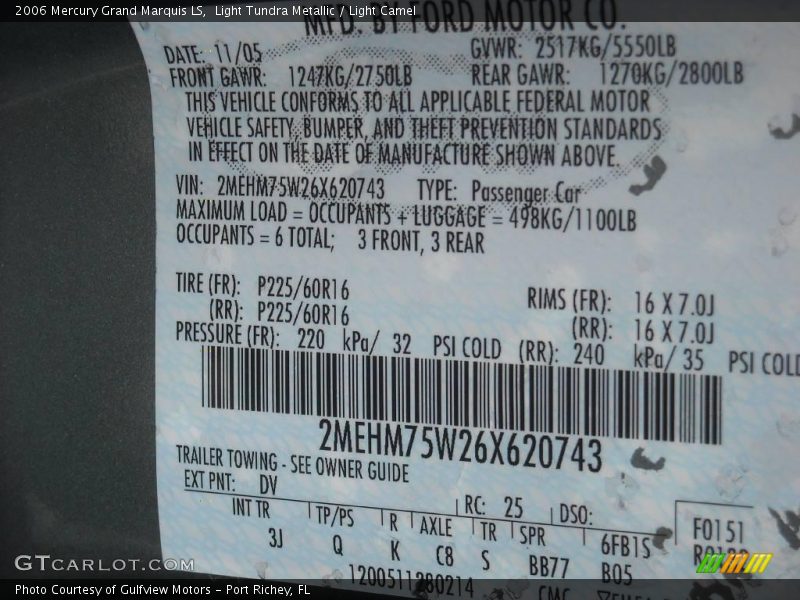 2006 Mercury Grand Marquis LS, Light Tundra Metallic / Light Camel
MFD. BY FORD MOTOR CO.
DATE: 11/05 GVWR: 2517KG/5550LB
FRONT GAWR: 1247KG/2750LB REAR GAWR: 1270KG/2800LB
THIS VEHICLE CONFORMS TO ALL APPLICABLE FEDERAL MOTOR
VEHICLE SAFETY, BUMPER, AND THEFT PREVENTION STANDARDS
IN EFFECT ON THE DATE OF MANUFACTURE SHOWN ABOVE.
VIN: 2MEHM75W26X620743 TYPE: Passenger Car
MAXIMUM LOAD = OCCUPANTS + LUGGAGE = 498KG/1100LB
OCCUPANTS = 6 TOTAL; 3 FRONT, 3 REAR
TIRE (FR): P225/60R16 RIMS (FR): 16 X 7.0J
(RR): P225/60R16 (RR): 16 X 7.0J
PRESSURE (FR): 220 kPa/ 32 PSI COLD (RR): 240 kPa/ 35 PSI COLD
2MEHM75W26X620743
TRAILER TOWING - SEE OWNER GUIDE
EXT PNT: DV RC: 25 DSO:
INT TR TP/PS R AXLE TR SPR 6FB1S F0151
3J Q K C8 S BB77 B05
1200511280214
GTCARLOT.COM
Photo Courtesy of Gulfview Motors - Port Richey, FL